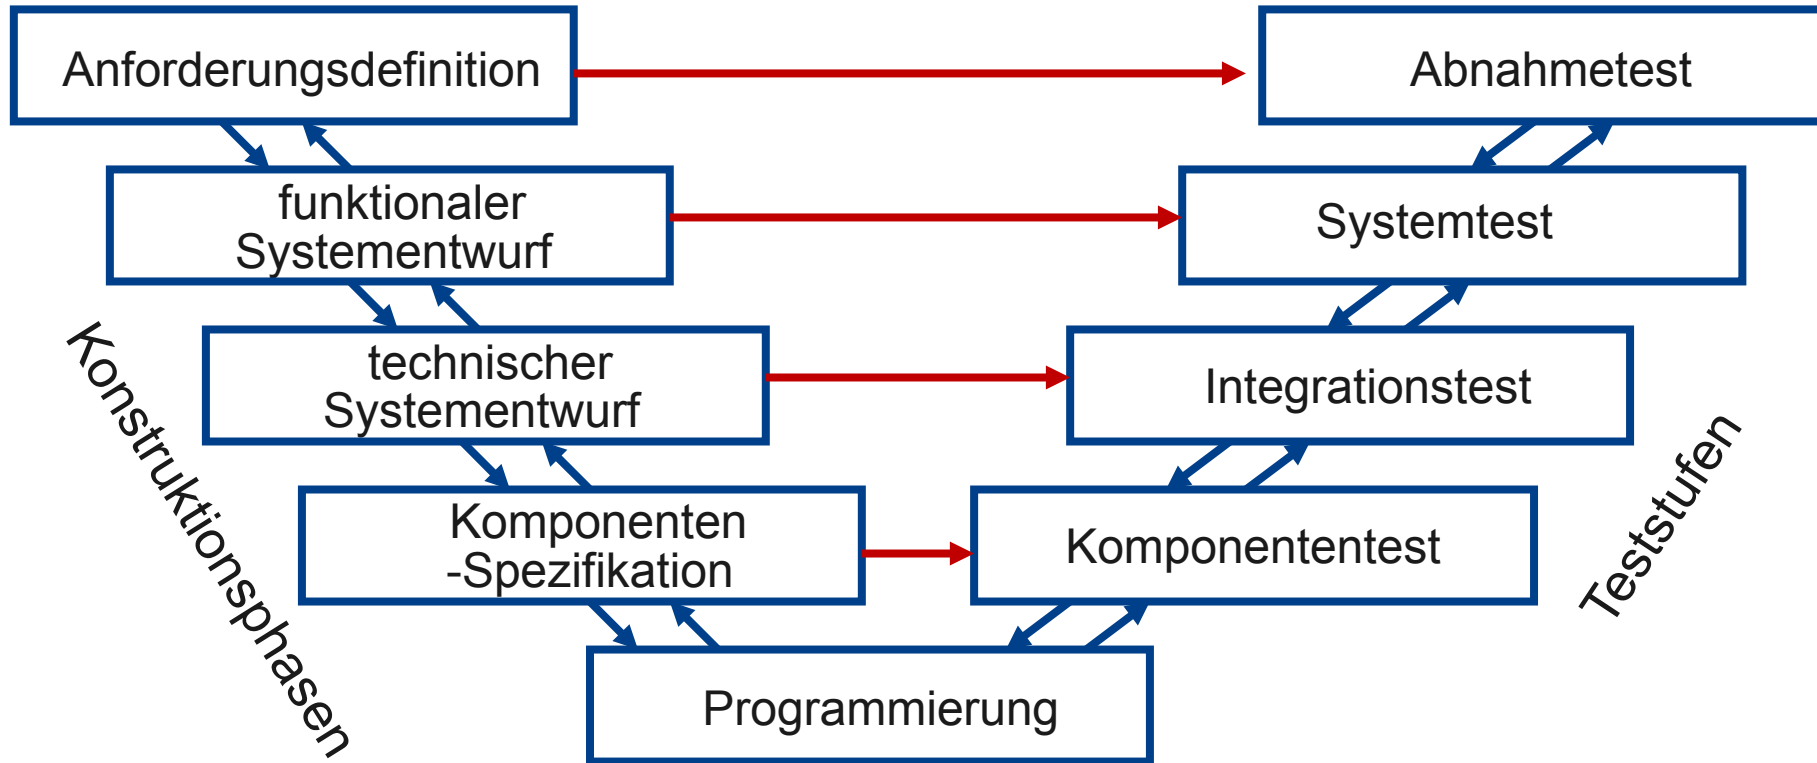 Anforderungsdefinition
Abnahmetest
funktionaler
Systementwurf
Systemtest
technischer
Systementwurf
Integrationstest
Komponenten
-Spezifikation
Komponententest
Programmierung
Konstruktionsphasen
Teststufen